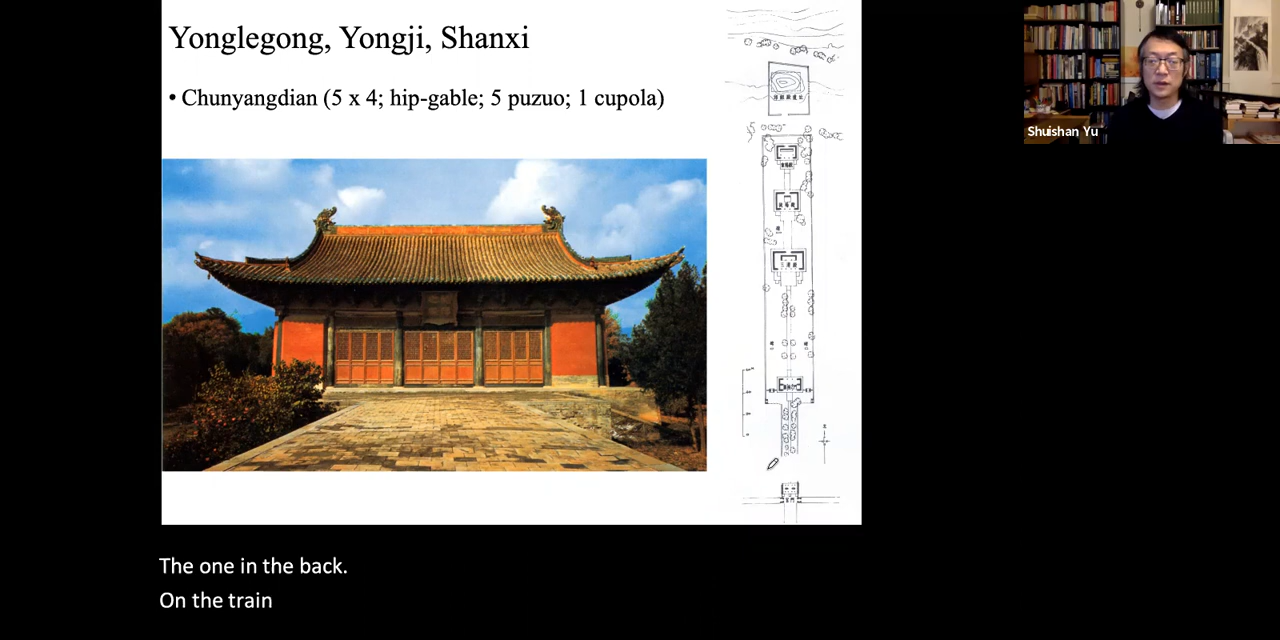 Yonglegong, Yongji, Shanxi
• Chunyangdian (5 x 4; hip-gable; 5 puzuo; 1 cupola)
Shuishan Yu
The one in the back.
On the train